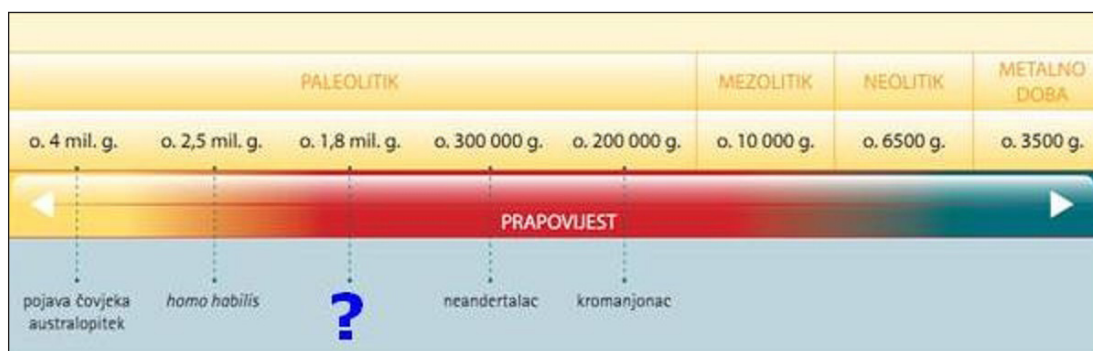 PALEOLITIK
MEZOLITIK
NEOLITIK
METALNO
DOBA
o. 4 mil. g.
o. 2,5 mil. g.
o. 1,8 mil. g.
o. 300 000 g.
o. 200 000 g.
o. 10 000 g.
o. 6500 g.
o. 3500 g.
PRAPOVIJEST
pojava čovjeka
australopitek
homo habilis
?
neandertalac
kromanjonac